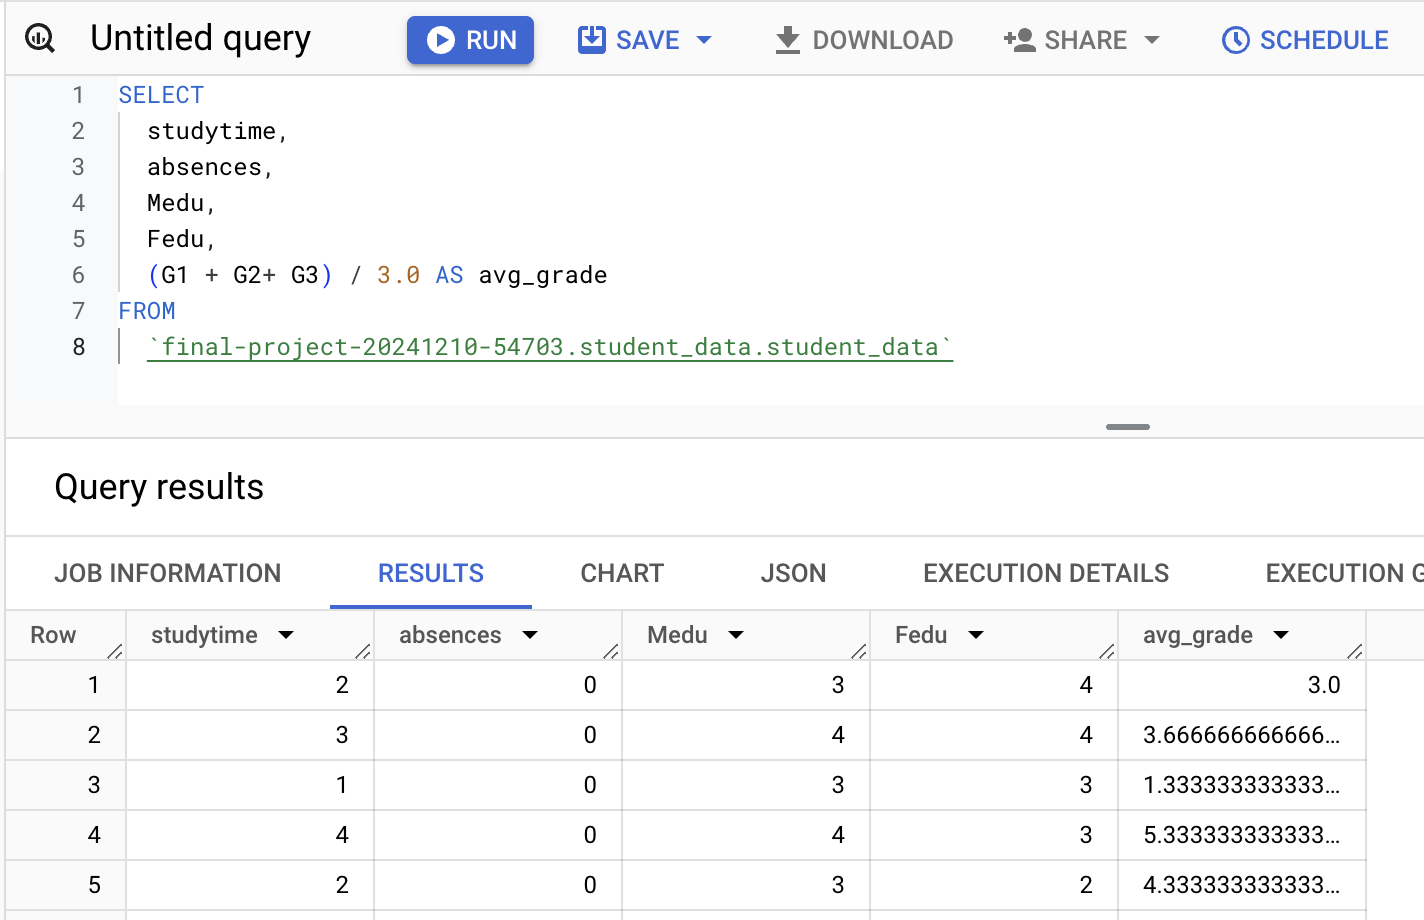 Untitled query RUN SAVE DOWNLOAD SHARE SCHEDULE
1 SELECT
2 studytime,
3 absences,
4 Medu,
5 Fedu,
6 (G1 + G2+ G3) / 3.0 AS avg_grade
7 FROM
8 `final-project-20241210-54703.student_data.student_data`
Query results
JOB INFORMATION RESULTS CHART JSON EXECUTION DETAILS EXECUTION G
Row studytime absences Medu Fedu avg_grade
1 2 0 3 4 3.0
2 3 0 4 4 3.666666666666...
3 1 0 3 3 1.333333333333...
4 4 0 4 3 5.333333333333...
5 2 0 3 2 4.333333333333...